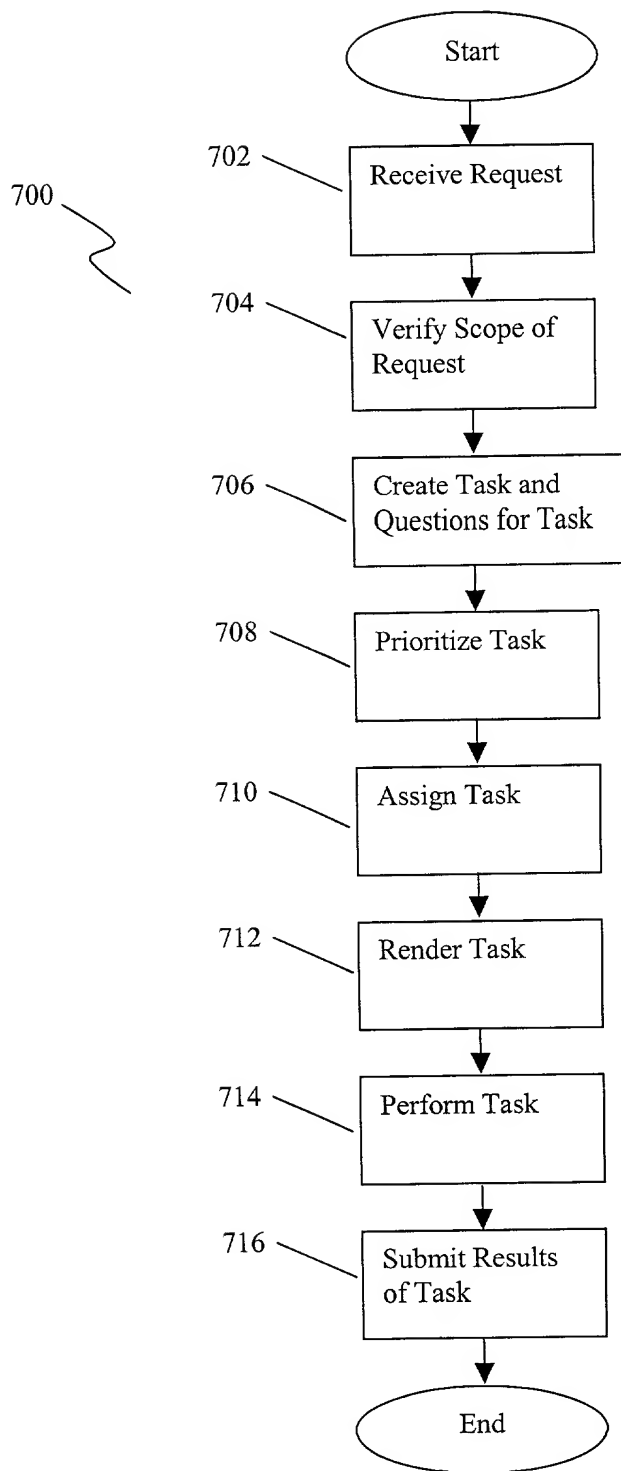 Start
702
Receive Request
700
704
Verify Scope of
Request
706
Create Task and
Questions for Task
708
Prioritize Task
710
Assign Task
712
Render Task
714
Perform Task
716
Submit Results
of Task
End